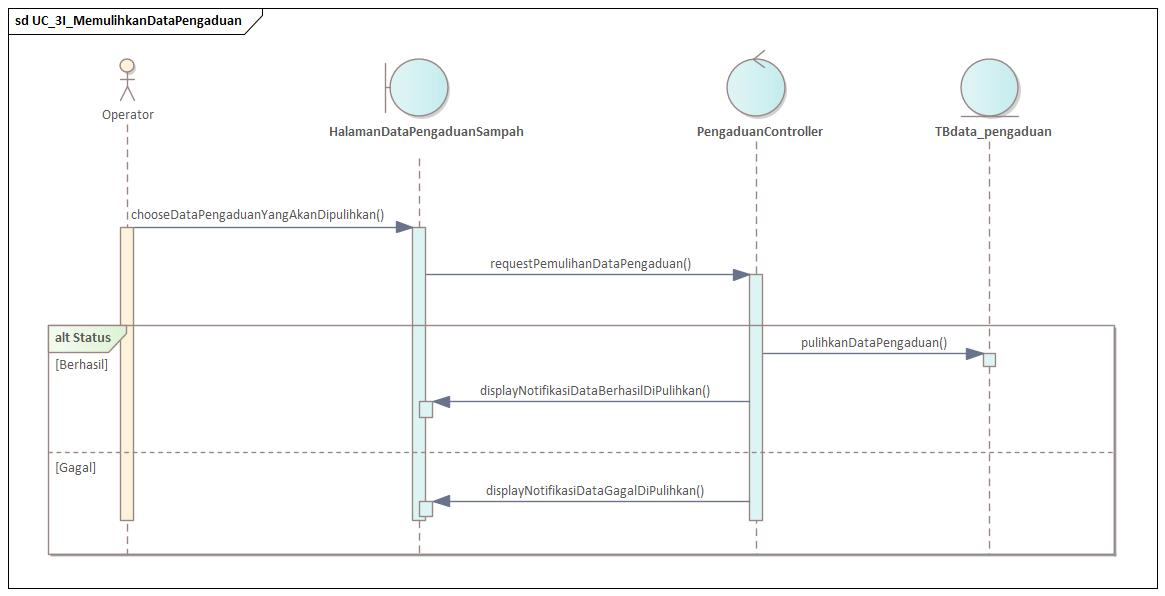 sd UC_3I_MemulihkanDataPengaduan
Operator
HalamanDataPengaduanSampah
PengaduanController
TBdata_pengaduan
chooseDataPengaduanYangAkanDipulihkan()
requestPemulihanDataPengaduan()
alt Status
pulihkanDataPengaduan()
[Berhasil]
displayNotifikasiDataBerhasilDiPulihkan()
[Gagal]
displayNotifikasiDataGagalDiPulihkan()